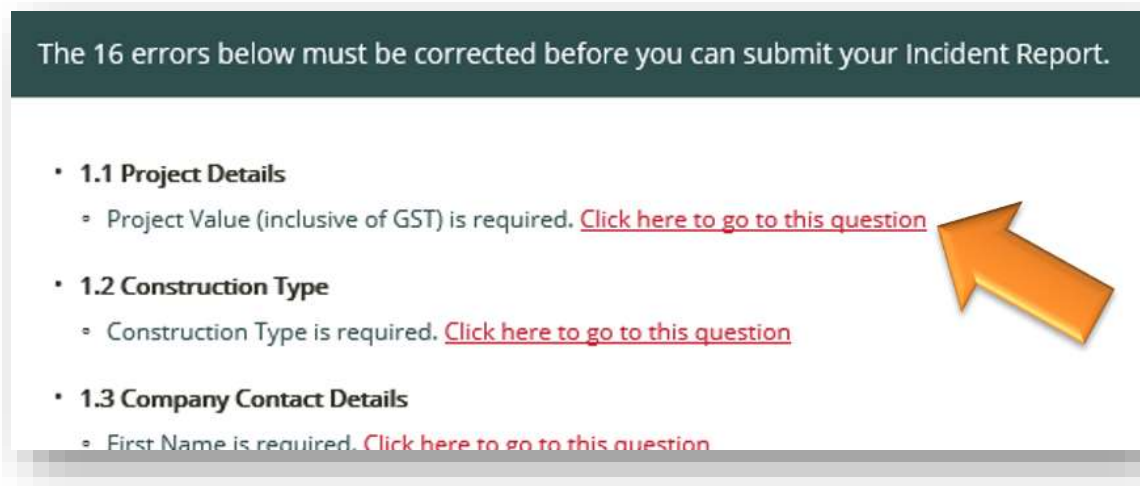 The 16 errors below must be corrected before you can submit your Incident Report.
1.1 Project Details
Project Value (inclusive of GST) is required. Click here to go to this question
1.2 Construction Type
Construction Type is required. Click here to go to this question
1.3 Company Contact Details
First Name is required. Click here to go to this question